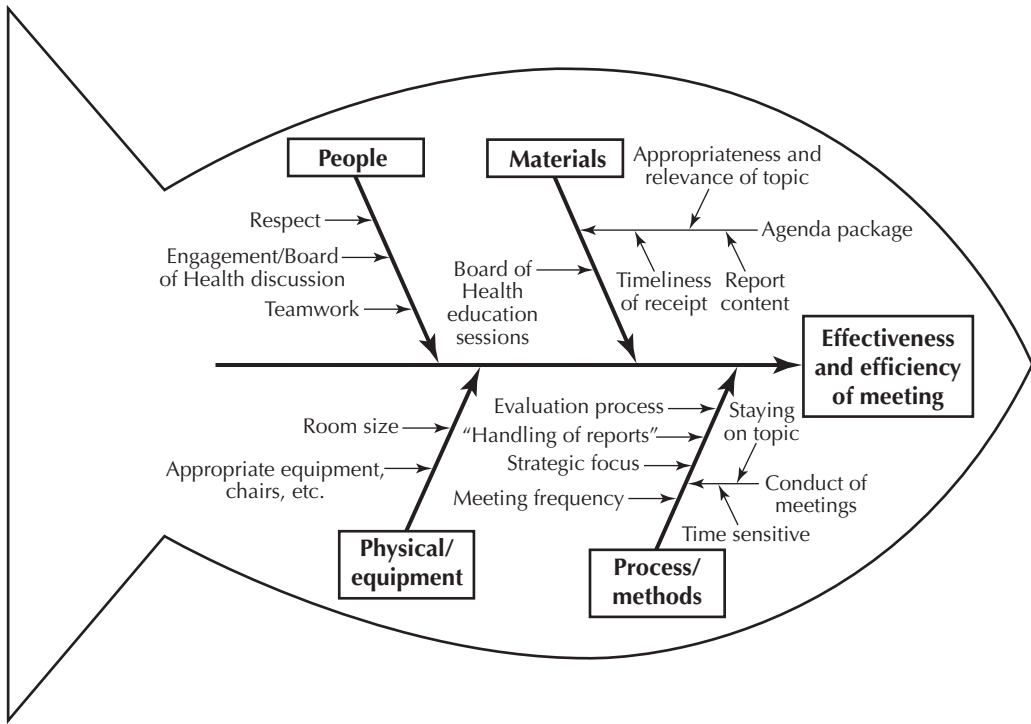 People
Materials
Appropriateness and
relevance of topic
Respect
Agenda package
Engagement/Board
of Health discussion
Board of
Health
education
sessions
Timeliness
of receipt
Report
content
Teamwork
Effectiveness
and efficiency
of meeting
Evaluation process
Staying
on topic
Room size
“Handling of reports”
Appropriate equipment,
chairs, etc.
Strategic focus
Conduct of
meetings
Meeting frequency
Time sensitive
Physical/
equipment
Process/
methods